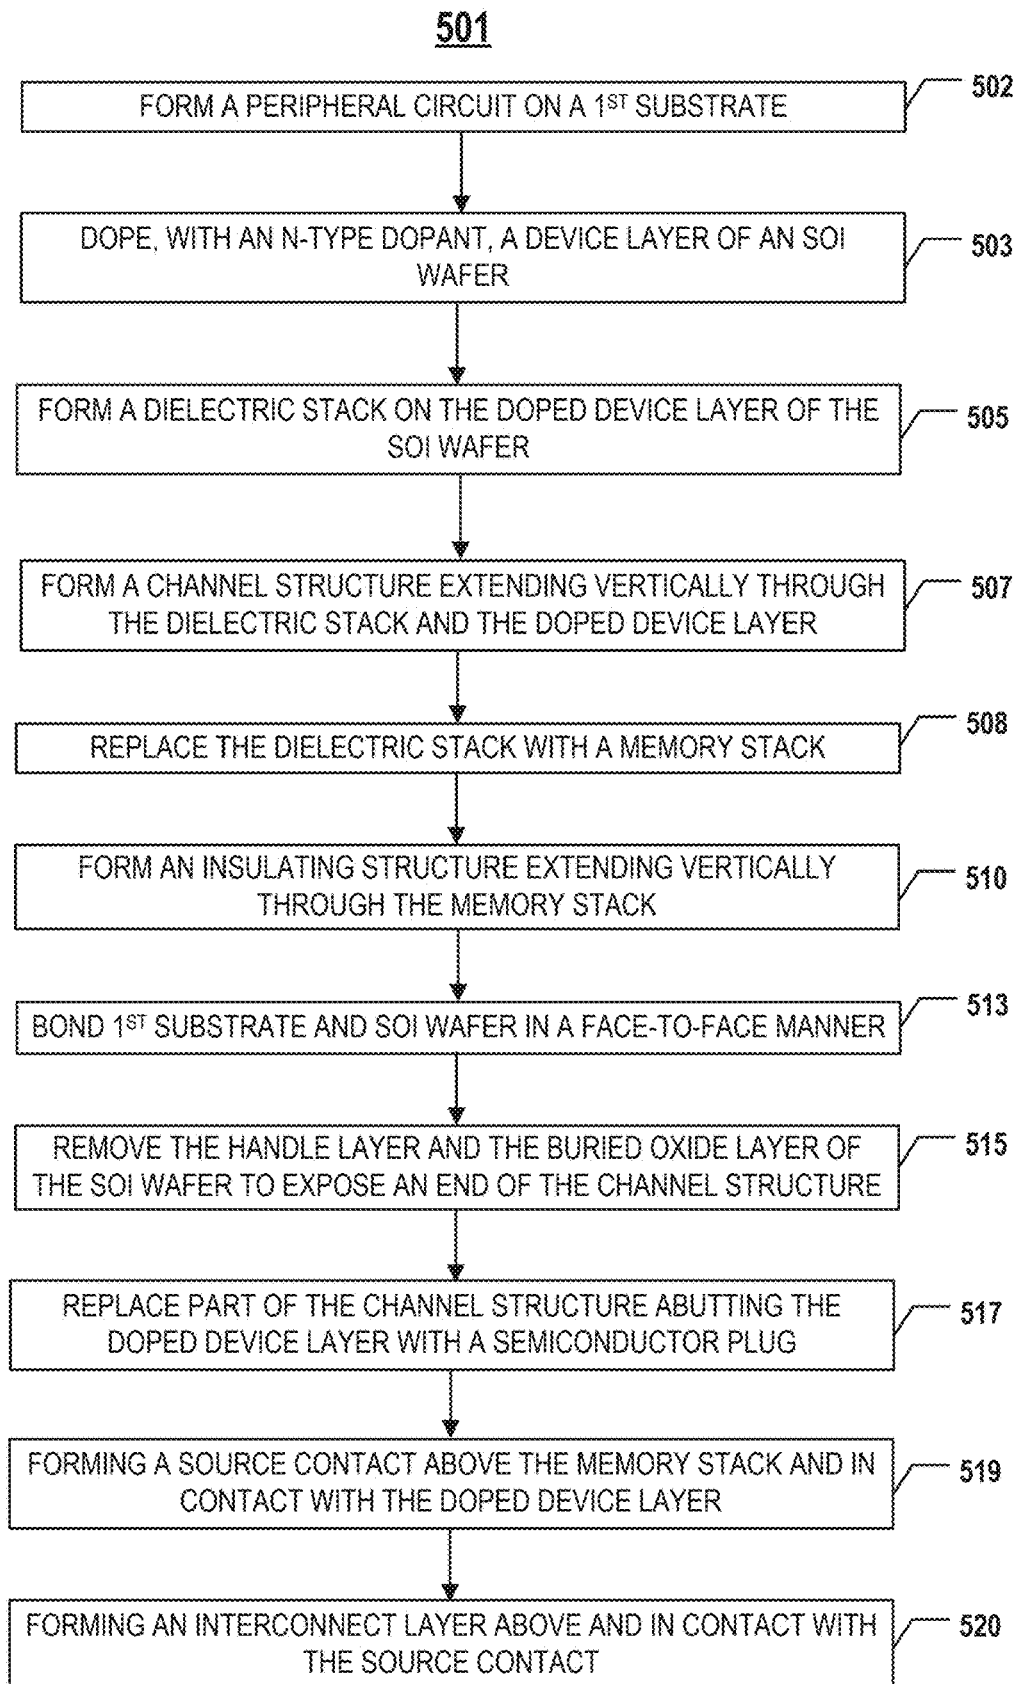 501
FORM A PERIPHERAL CIRCUIT ON A 1ST SUBSTRATE
502
DOPE, WITH AN N-TYPE DOPANT, A DEVICE LAYER OF AN SOI
WAFER
503
FORM A DIELECTRIC STACK ON THE DOPED DEVICE LAYER OF THE
SOI WAFER
505
FORM A CHANNEL STRUCTURE EXTENDING VERTICALLY THROUGH
THE DIELECTRIC STACK AND THE DOPED DEVICE LAYER
507
REPLACE THE DIELECTRIC STACK WITH A MEMORY STACK
508
FORM AN INSULATING STRUCTURE EXTENDING VERTICALLY
THROUGH THE MEMORY STACK
510
BOND 1ST SUBSTRATE AND SOI WAFER IN A FACE-TO-FACE MANNER
513
REMOVE THE HANDLE LAYER AND THE BURIED OXIDE LAYER OF
THE SOI WAFER TO EXPOSE AN END OF THE CHANNEL STRUCTURE
515
REPLACE PART OF THE CHANNEL STRUCTURE ABUTTING THE
DOPED DEVICE LAYER WITH A SEMICONDUCTOR PLUG
517
FORMING A SOURCE CONTACT ABOVE THE MEMORY STACK AND IN
CONTACT WITH THE DOPED DEVICE LAYER
519
FORMING AN INTERCONNECT LAYER ABOVE AND IN CONTACT WITH
THE SOURCE CONTACT
520